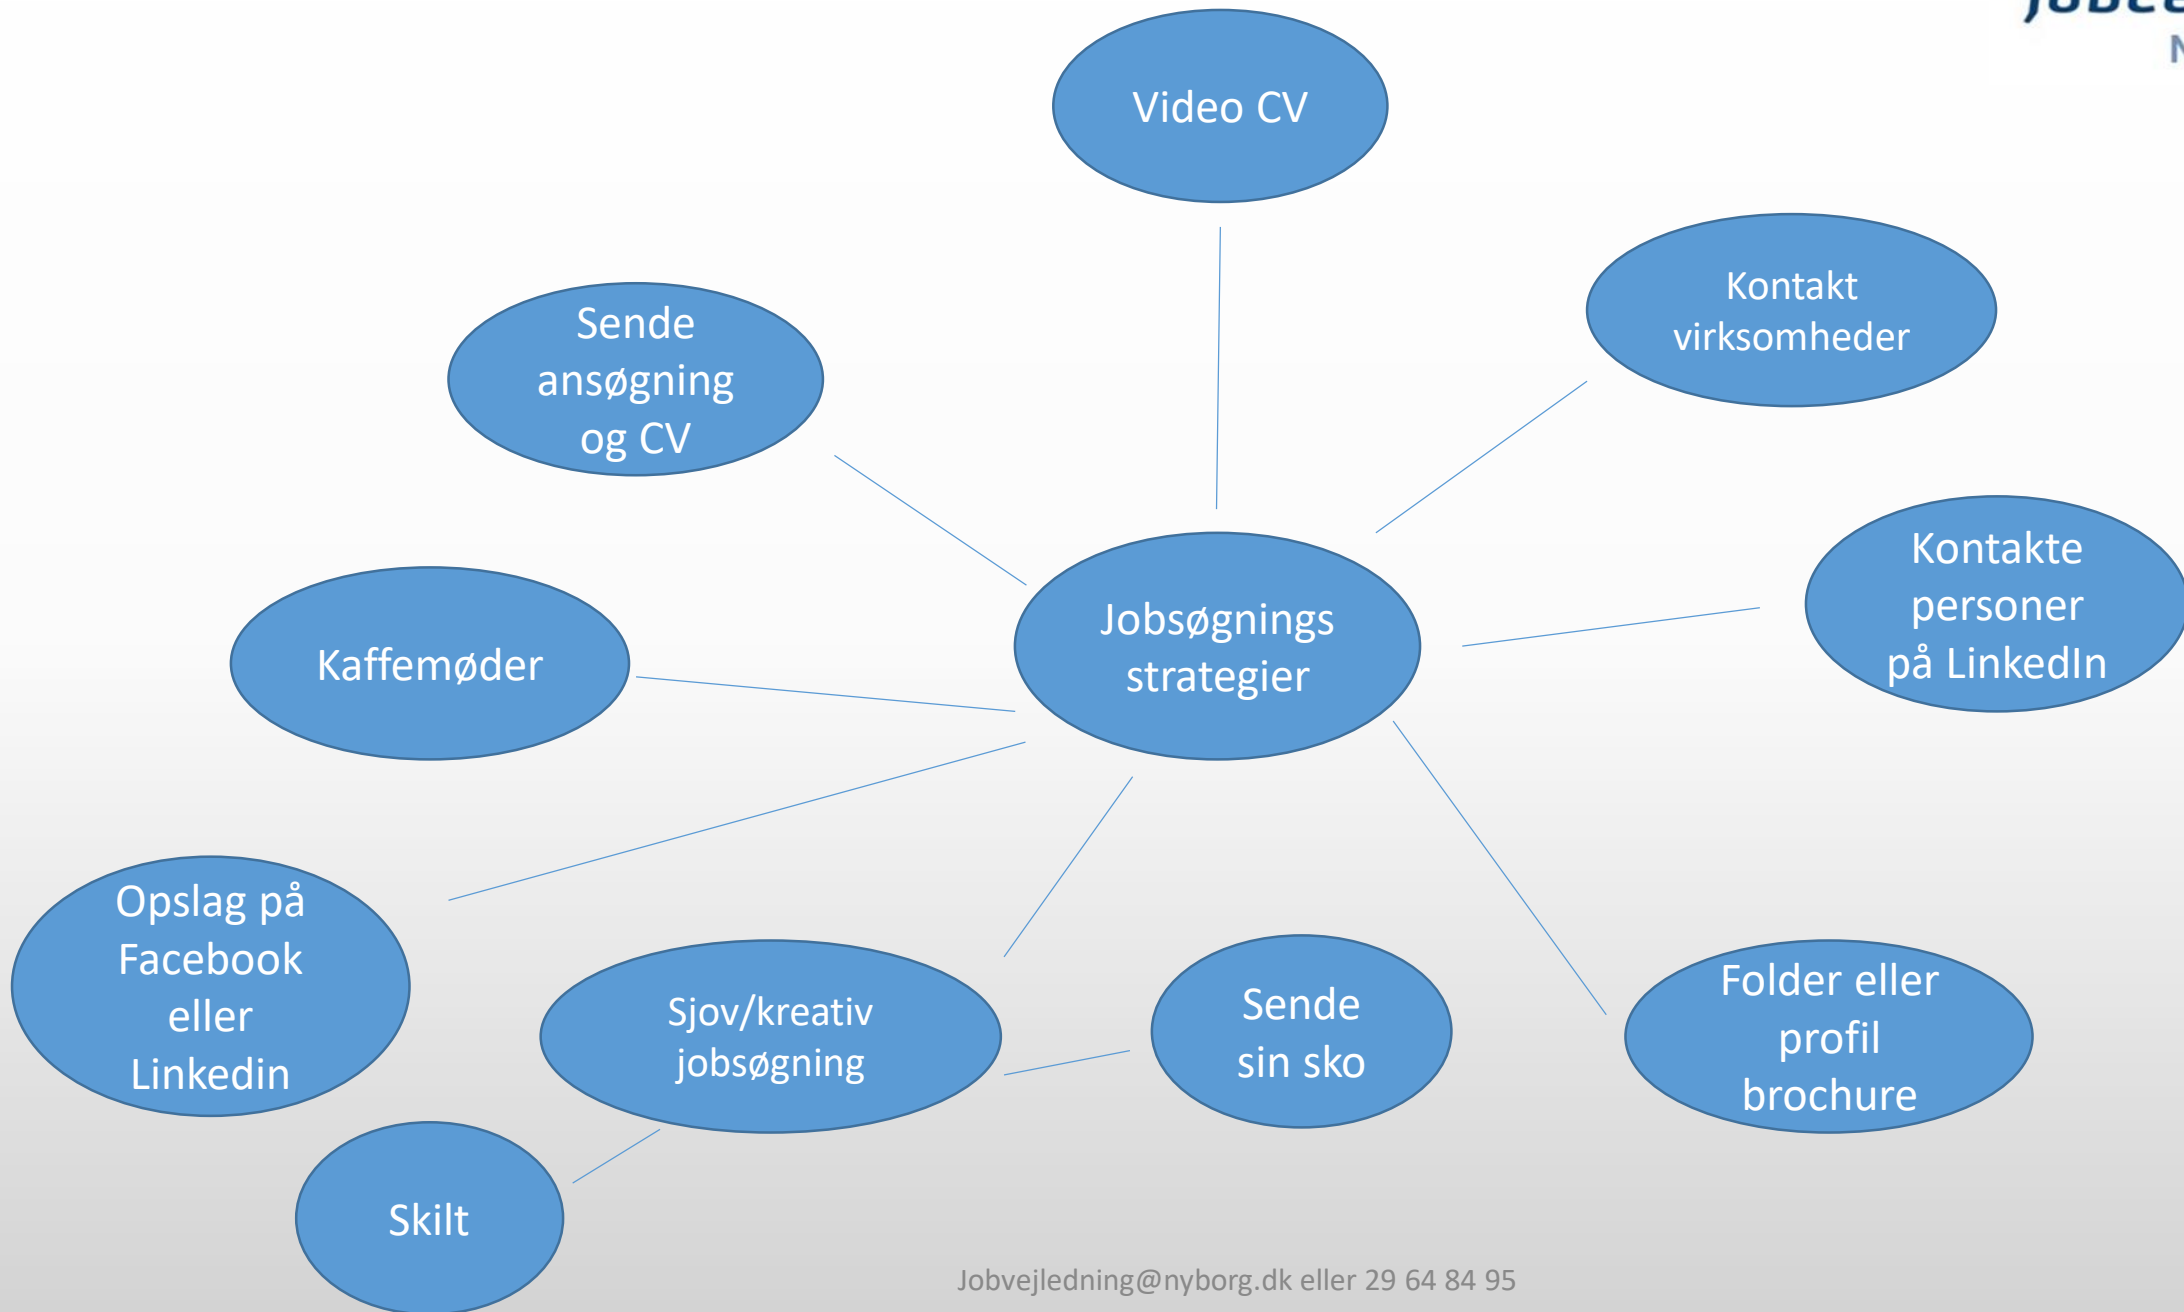 Video CV
Kontakt
virksomheder
Sende
ansøgning
og CV
Kontakte
personer
på LinkedIn
Jobsøgnings
strategier
Kaffemøder
Opslag på
Facebook
eller
Linkedin
Sjov/kreativ
jobsøgning
Sende
sin sko
Folder eller
profil
brochure
Skilt
Jobvejledning@nyborg.dk eller 29 64 84 95